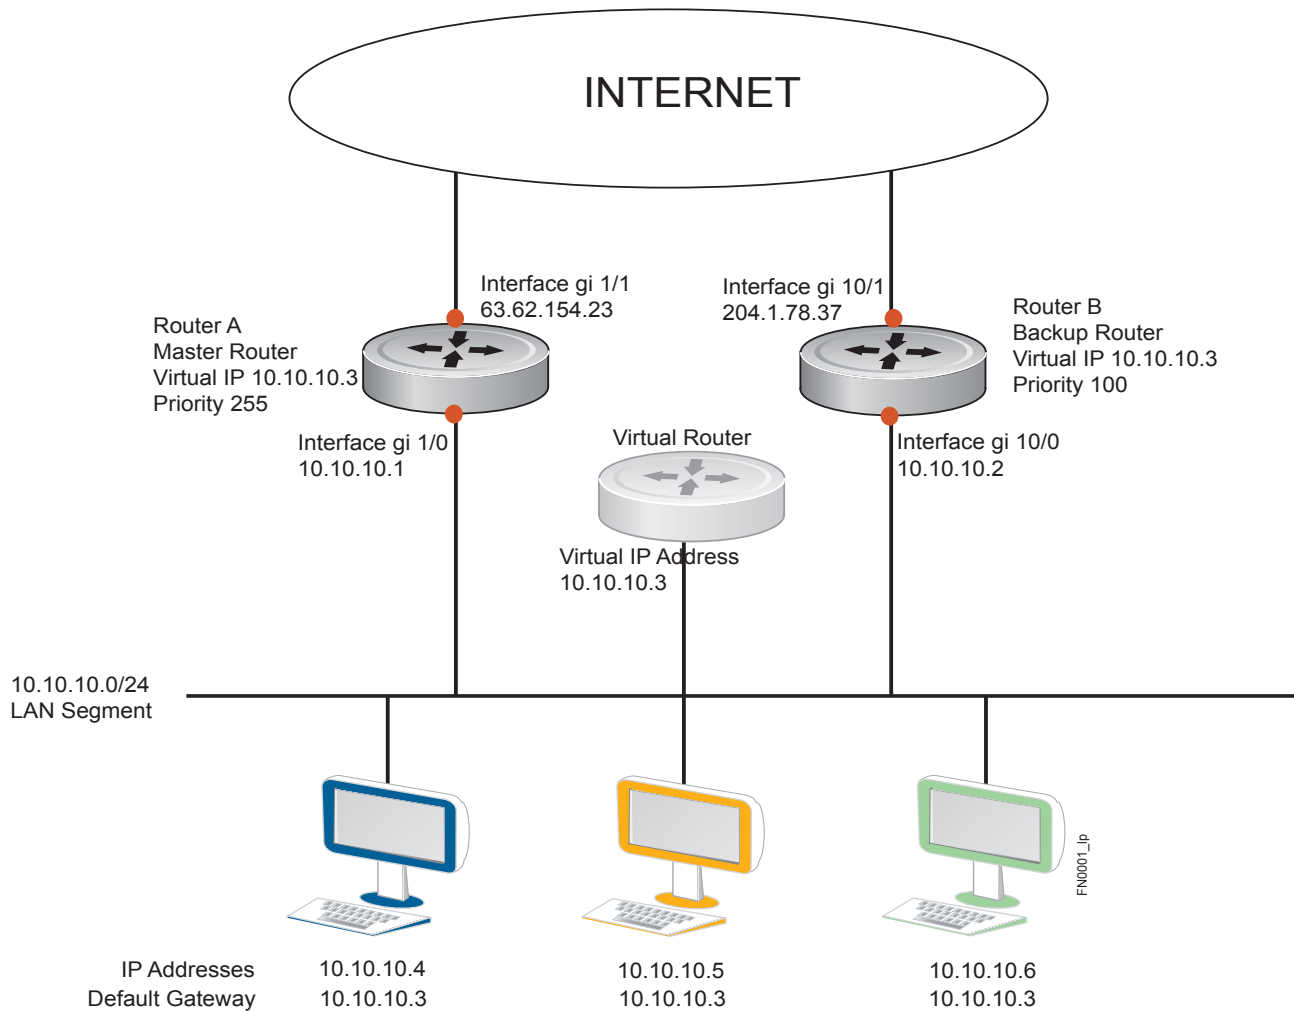 INTERNET
Interface gi 1/1
63.62.154.23
Interface gi 10/1
204.1.78.37
Router A
Master Router
Virtual IP 10.10.10.3
Priority 255
Router B
Backup Router
Virtual IP 10.10.10.3
Priority 100
Interface gi 1/0
10.10.10.1
Virtual Router
Interface gi 10/0
10.10.10.2
Virtual IP Address
10.10.10.3
10.10.10.0/24
LAN Segment
FN0001_lp
IP Addresses 10.10.10.4 10.10.10.5 10.10.10.6
Default Gateway 10.10.10.3 10.10.10.3 10.10.10.3